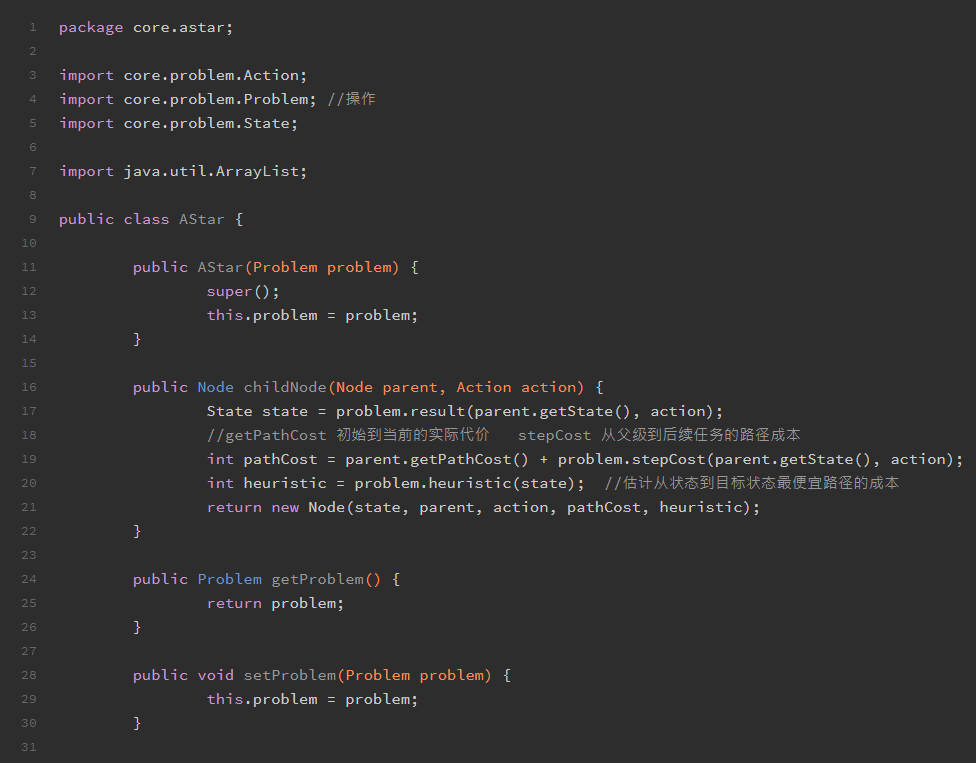 1 package core.astar;
2
3 import core.problem.Action;
4 import core.problem.Problem; //操作
5 import core.problem.State;
6
7 import java.util.ArrayList;
8
9 public class AStar {
10
11 public AStar(Problem problem) {
12 super();
13 this.problem = problem;
14 }
15
16 public Node childNode(Node parent, Action action) {
17 State state = problem.result(parent.getState(), action);
18 //getPathCost 初始到当前的实际代价 stepCost 从父级到后续任务的路径成本
19 int pathCost = parent.getPathCost() + problem.stepCost(parent.getState(), action);
20 int heuristic = problem.heuristic(state); //估计从状态到目标状态最便宜路径的成本
21 return new Node(state, parent, action, pathCost, heuristic);
22 }
23
24 public Problem getProblem() {
25 return problem;
26 }
27
28 public void setProblem(Problem problem) {
29 this.problem = problem;
30 }
31